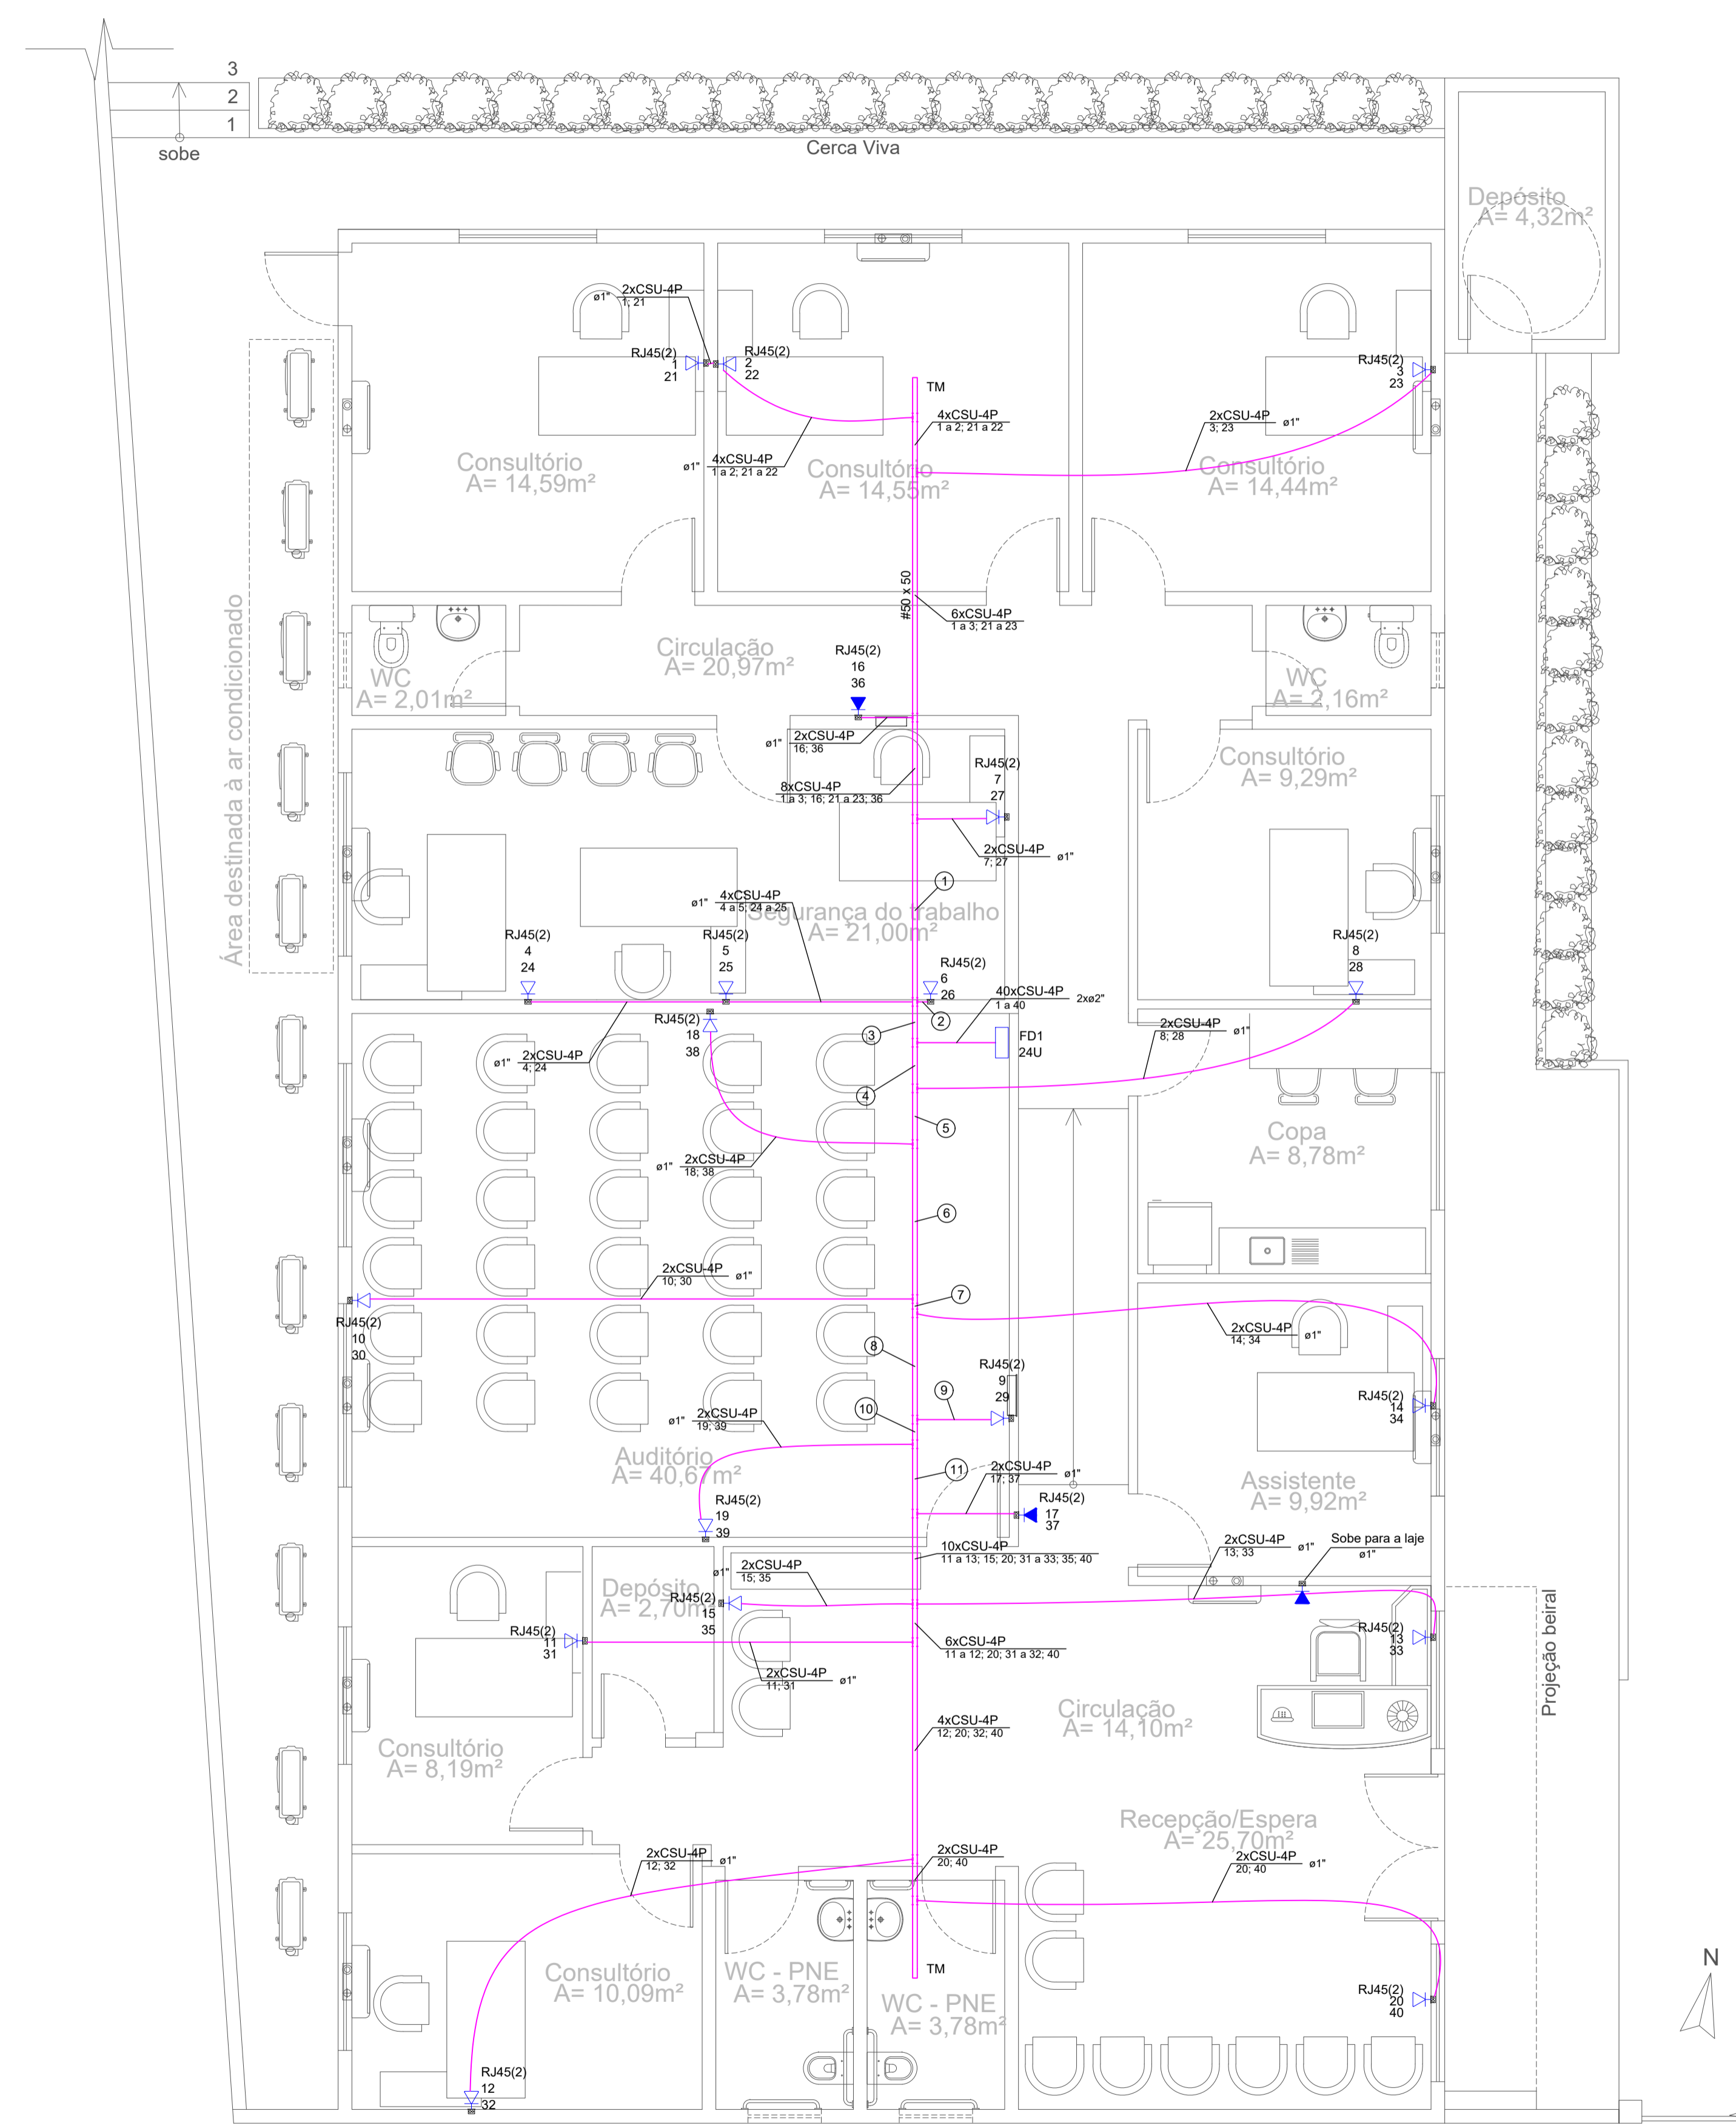 3
2
1
sobe
Cerca Viva
Depósito
A= 4,32m²
2xCSU-4P
ø1"
1; 21
RJ45(2)
1
21
RJ45(2)
2
22
RJ45(2)
3
23
TM
4xCSU-4P
1 a 2; 21 a 22
2xCSU-4P
ø1"
3; 23
4xCSU-4P
ø1"
1 a 2; 21 a 22
Consultório
A= 14,59m²
Consultório
A= 14,55m²
Consultório
A= 14,44m²
#50 x 50
6xCSU-4P
1 a 3; 21 a 23
Área destinada à ar condicionado
Circulação
A= 20,97m²
RJ45(2)
16
36
WC
A= 2,01m²
WC
A= 2,16m²
2xCSU-4P
ø1"
16; 36
8xCSU-4P
1 a 3; 16; 21 a 23; 36
RJ45(2)
7
27
Consultório
A= 9,29m²
2xCSU-4P
ø1"
7; 27
1
4xCSU-4P
ø1"
4 a 5; 24 a 25
Segurança do trabalho
A= 21,00m²
RJ45(2)
4
24
RJ45(2)
5
25
RJ45(2)
6
26
RJ45(2)
8
28
40xCSU-4P
2xø2"
1 a 40
2
3
RJ45(2)
18
38
FD1
24U
2xCSU-4P
ø1"
8; 28
2xCSU-4P
ø1"
4; 24
4
5
Copa
A= 8,78m²
2xCSU-4P
ø1"
18; 38
6
2xCSU-4P
ø1"
10; 30
7
RJ45(2)
10
30
2xCSU-4P
ø1"
14; 34
8
RJ45(2)
9
29
9
RJ45(2)
14
34
10
2xCSU-4P
ø1"
19; 39
Auditório
A= 40,67m²
11
2xCSU-4P
ø1"
17; 37
Assistente
A= 9,92m²
RJ45(2)
19
39
RJ45(2)
17
37
2xCSU-4P
ø1"
13; 33
Sobe para a laje
ø1"
10xCSU-4P
11 a 13; 15; 20; 31 a 33; 35; 40
2xCSU-4P
ø1"
15; 35
Depósito
A= 2,70m²
RJ45(2)
15
35
Projeção beiral
RJ45(2)
11
31
RJ45(2)
13
33
6xCSU-4P
11 a 12; 20; 31 a 32; 40
2xCSU-4P
ø1"
11; 31
Circulação
A= 14,10m²
4xCSU-4P
12; 20; 32; 40
Consultório
A= 8,19m²
Recepção/Espera
A= 25,70m²
2xCSU-4P
ø1"
12; 32
2xCSU-4P
20; 40
2xCSU-4P
ø1"
20; 40
TM
Consultório
A= 10,09m²
WC - PNE
A= 3,78m²
WC - PNE
A= 3,78m²
N
RJ45(2)
20
40
RJ45(2)
12
32